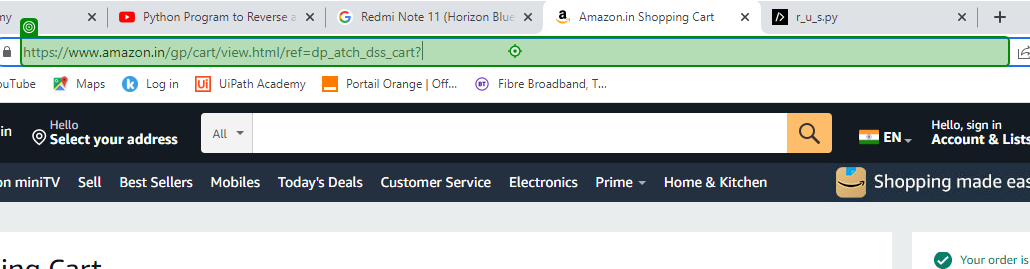 my
Python Program to Reverse a
Redmi Note 11 (Horizon Blue
Amazon.in Shopping Cart
r_u_s.py
https://www.amazon.in/gp/cart/view.html/ref=dp_atch_dss_cart?
ouTube
Maps
Log in
UiPath Academy
Portail Orange | Off...
Fibre Broadband, T...
in
Hello
Select your address
All
EN
Hello, sign in
Account & Lists
on miniTV
Sell
Best Sellers
Mobiles
Today's Deals
Customer Service
Electronics
Prime
Home & Kitchen
Shopping made eas
ing Cart
Your order is